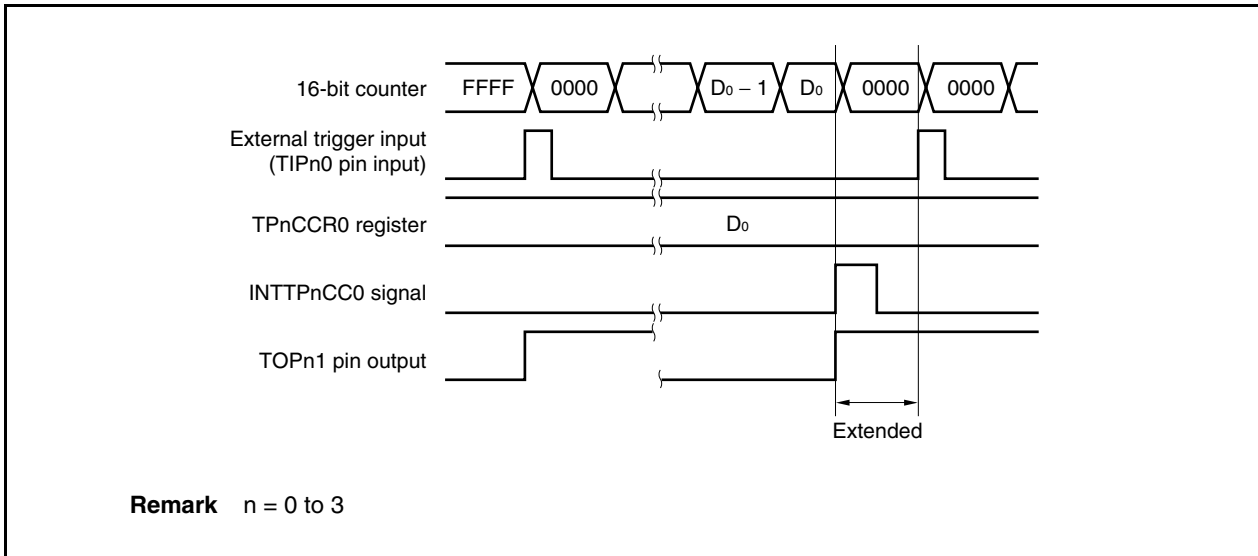 16-bit counter FFFF 0000 D0 − 1 D0 0000 0000
External trigger input
(TIPn0 pin input)
TPnCCR0 register D0
INTTPnCC0 signal
TOPn1 pin output
Extended
Remark n = 0 to 3